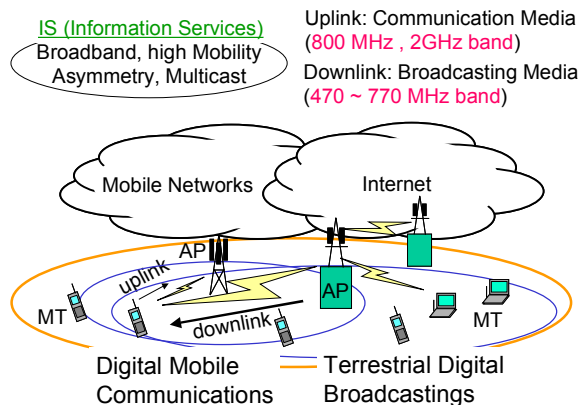 IS (Information Services)
Broadband, high Mobility
Asymmetry, Multicast
Uplink: Communication Media
(800 MHz , 2GHz band)
Downlink: Broadcasting Media
(470 ~ 770 MHz band)
Mobile Networks
Internet
AP
uplink
AP
MT
downlink
MT
Digital Mobile
Communications
Terrestrial Digital
Broadcastings